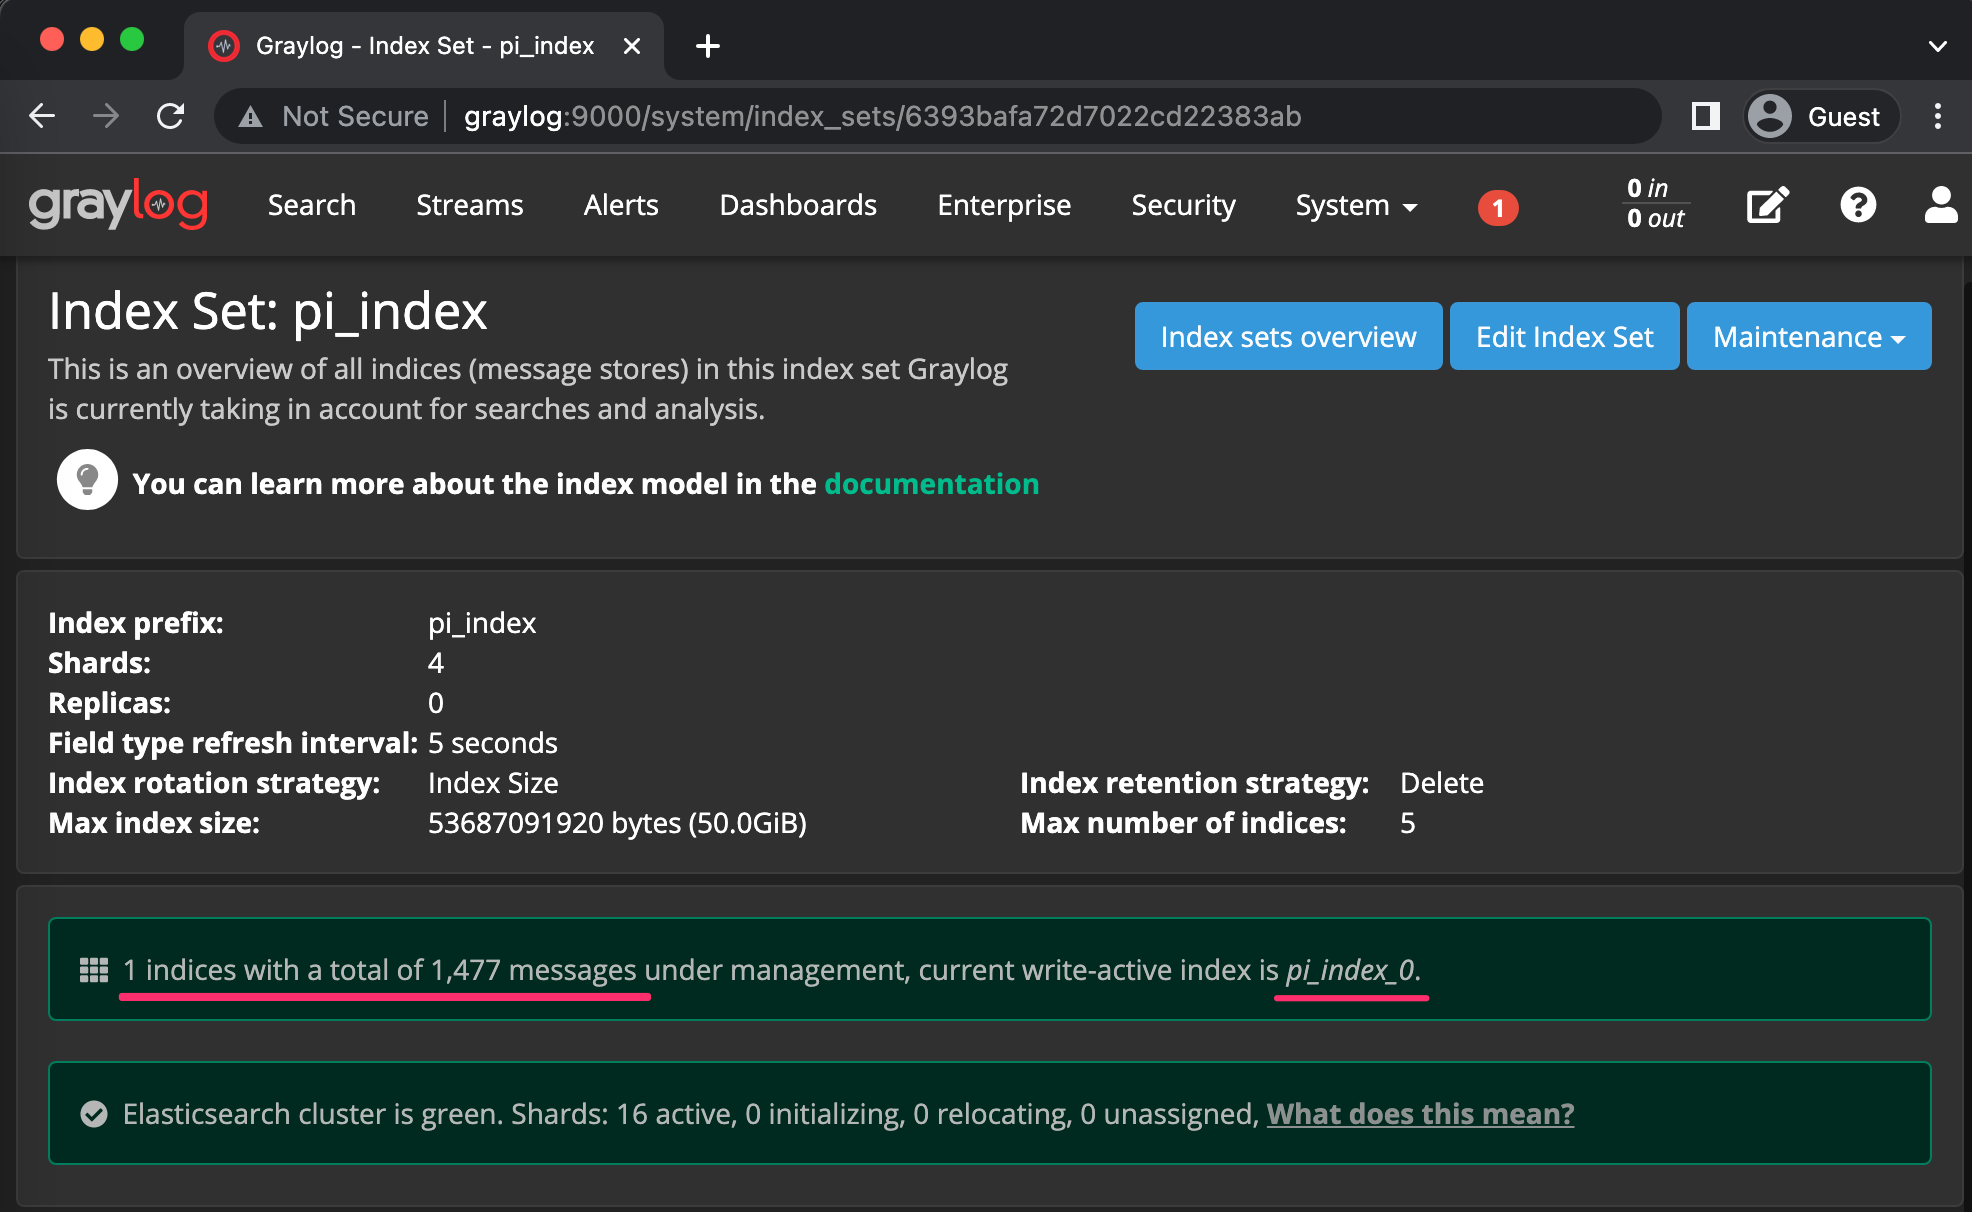 Graylog - Index Set - pi_index
Not Secure graylog:9000/system/index_sets/6393bafa72d7022cd22383ab Guest
graylog Search Streams Alerts Dashboards Enterprise Security System 1 0 in
0 out
Index Set: pi_index
Index sets overview Edit Index Set Maintenance
This is an overview of all indices (message stores) in this index set Graylog
is currently taking in account for searches and analysis.
You can learn more about the index model in the documentation
Index prefix: pi_index
Shards: 4
Replicas: 0
Field type refresh interval: 5 seconds
Index rotation strategy: Index Size Index retention strategy: Delete
Max index size: 53687091920 bytes (50.0GiB) Max number of indices: 5
1 indices with a total of 1,477 messages under management, current write-active index is pi_index_0.
Elasticsearch cluster is green. Shards: 16 active, 0 initializing, 0 relocating, 0 unassigned, What does this mean?